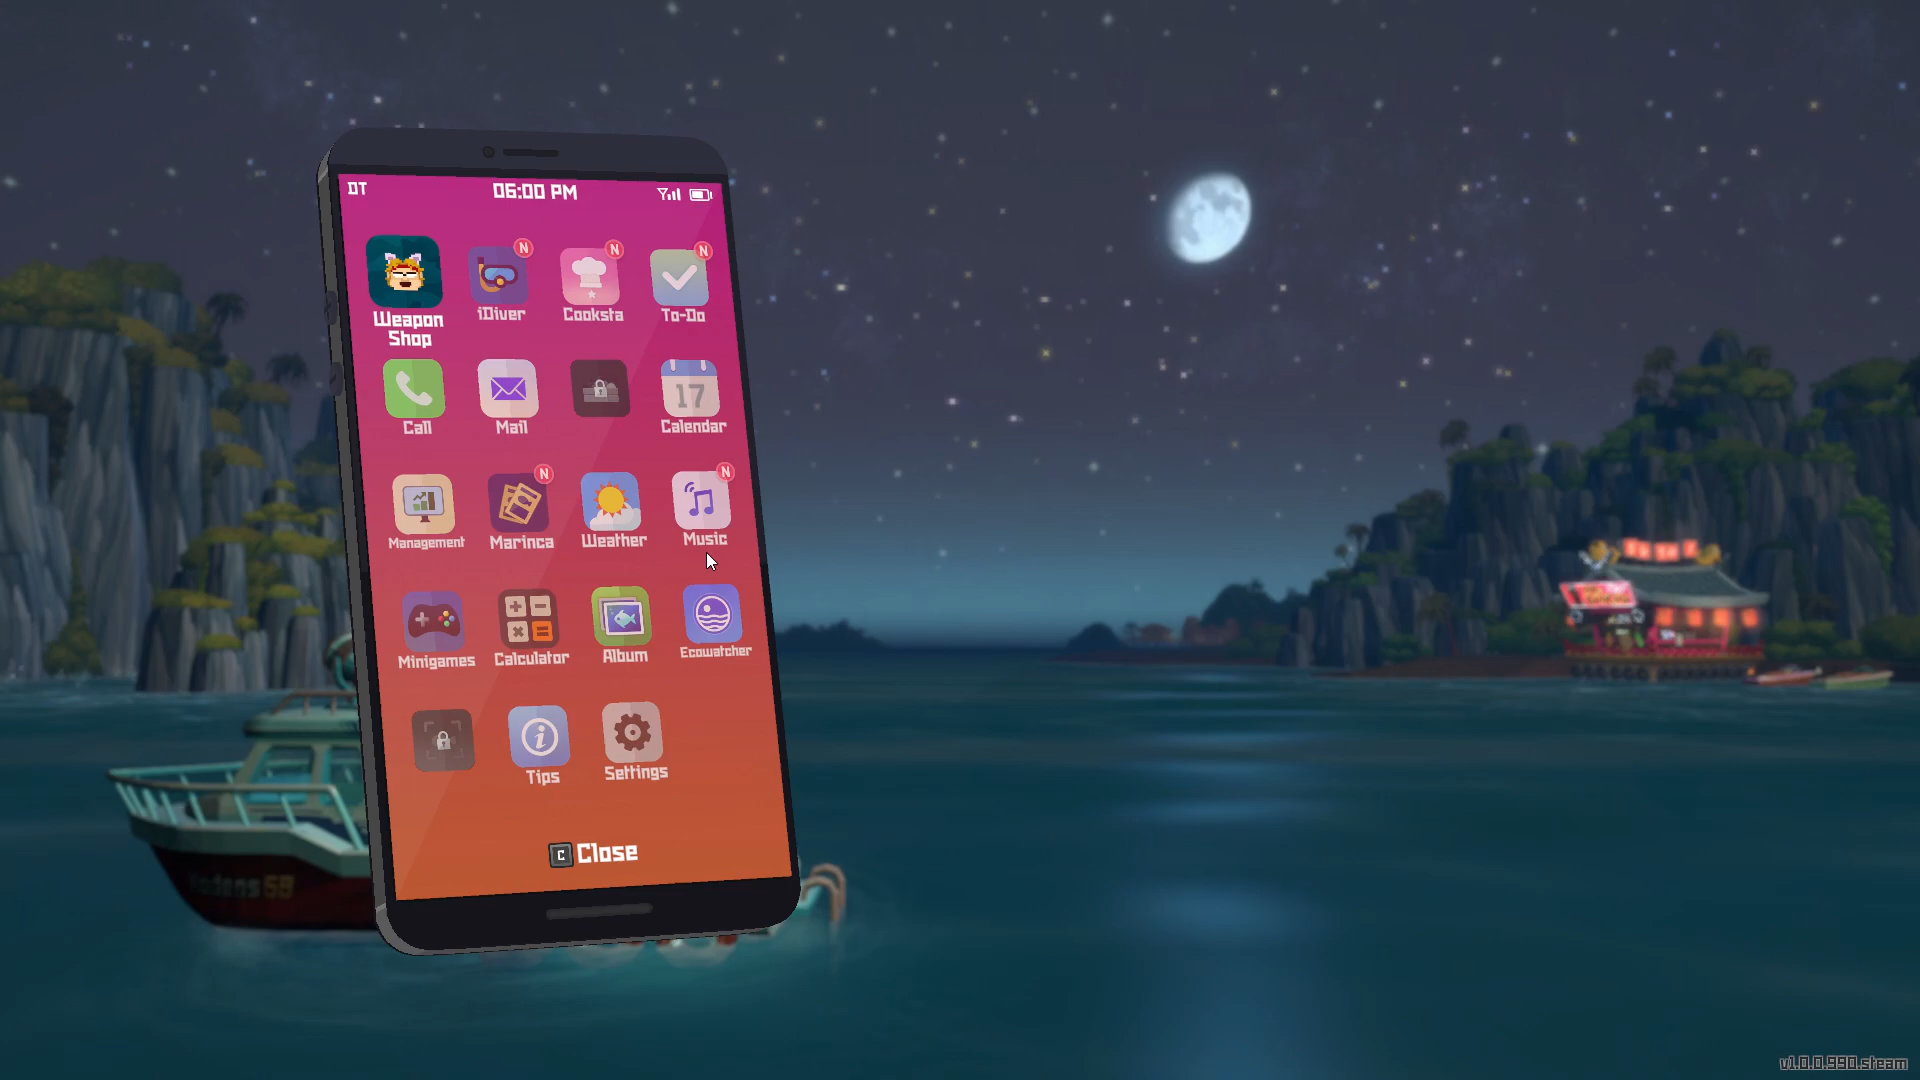 DT
06:00 PM
N
N
N
Weapon
Shop
iDiver
Cooksta
To-Do
17
Call
Mail
Calendar
N
N
Management
Marinca
Weather
Music
Minigames
Calculator
Album
Ecowatcher
i
Tips
Settings
C Close
v1.0.0.990.steam